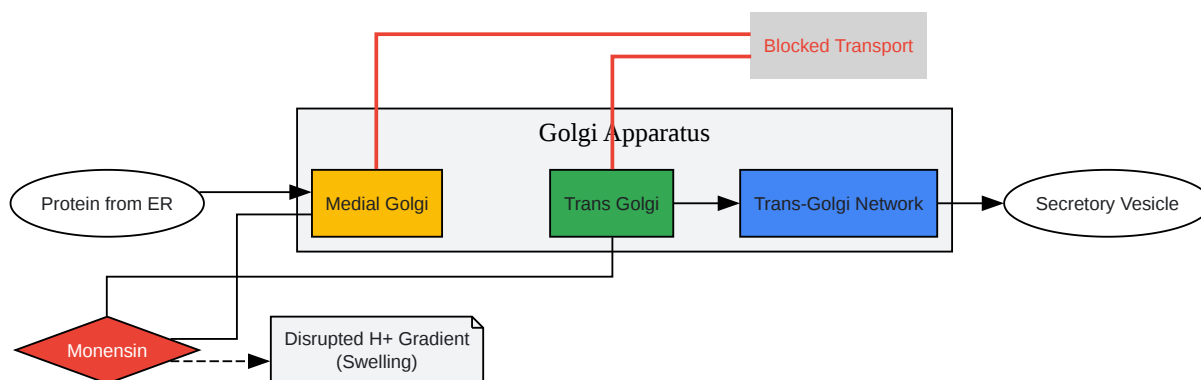 Blocked Transport
Golgi Apparatus
Protein from ER
Medial Golgi
Trans Golgi
Trans-Golgi Network
Secretory Vesicle
Monensin
Disrupted H+ Gradient
(Swelling)